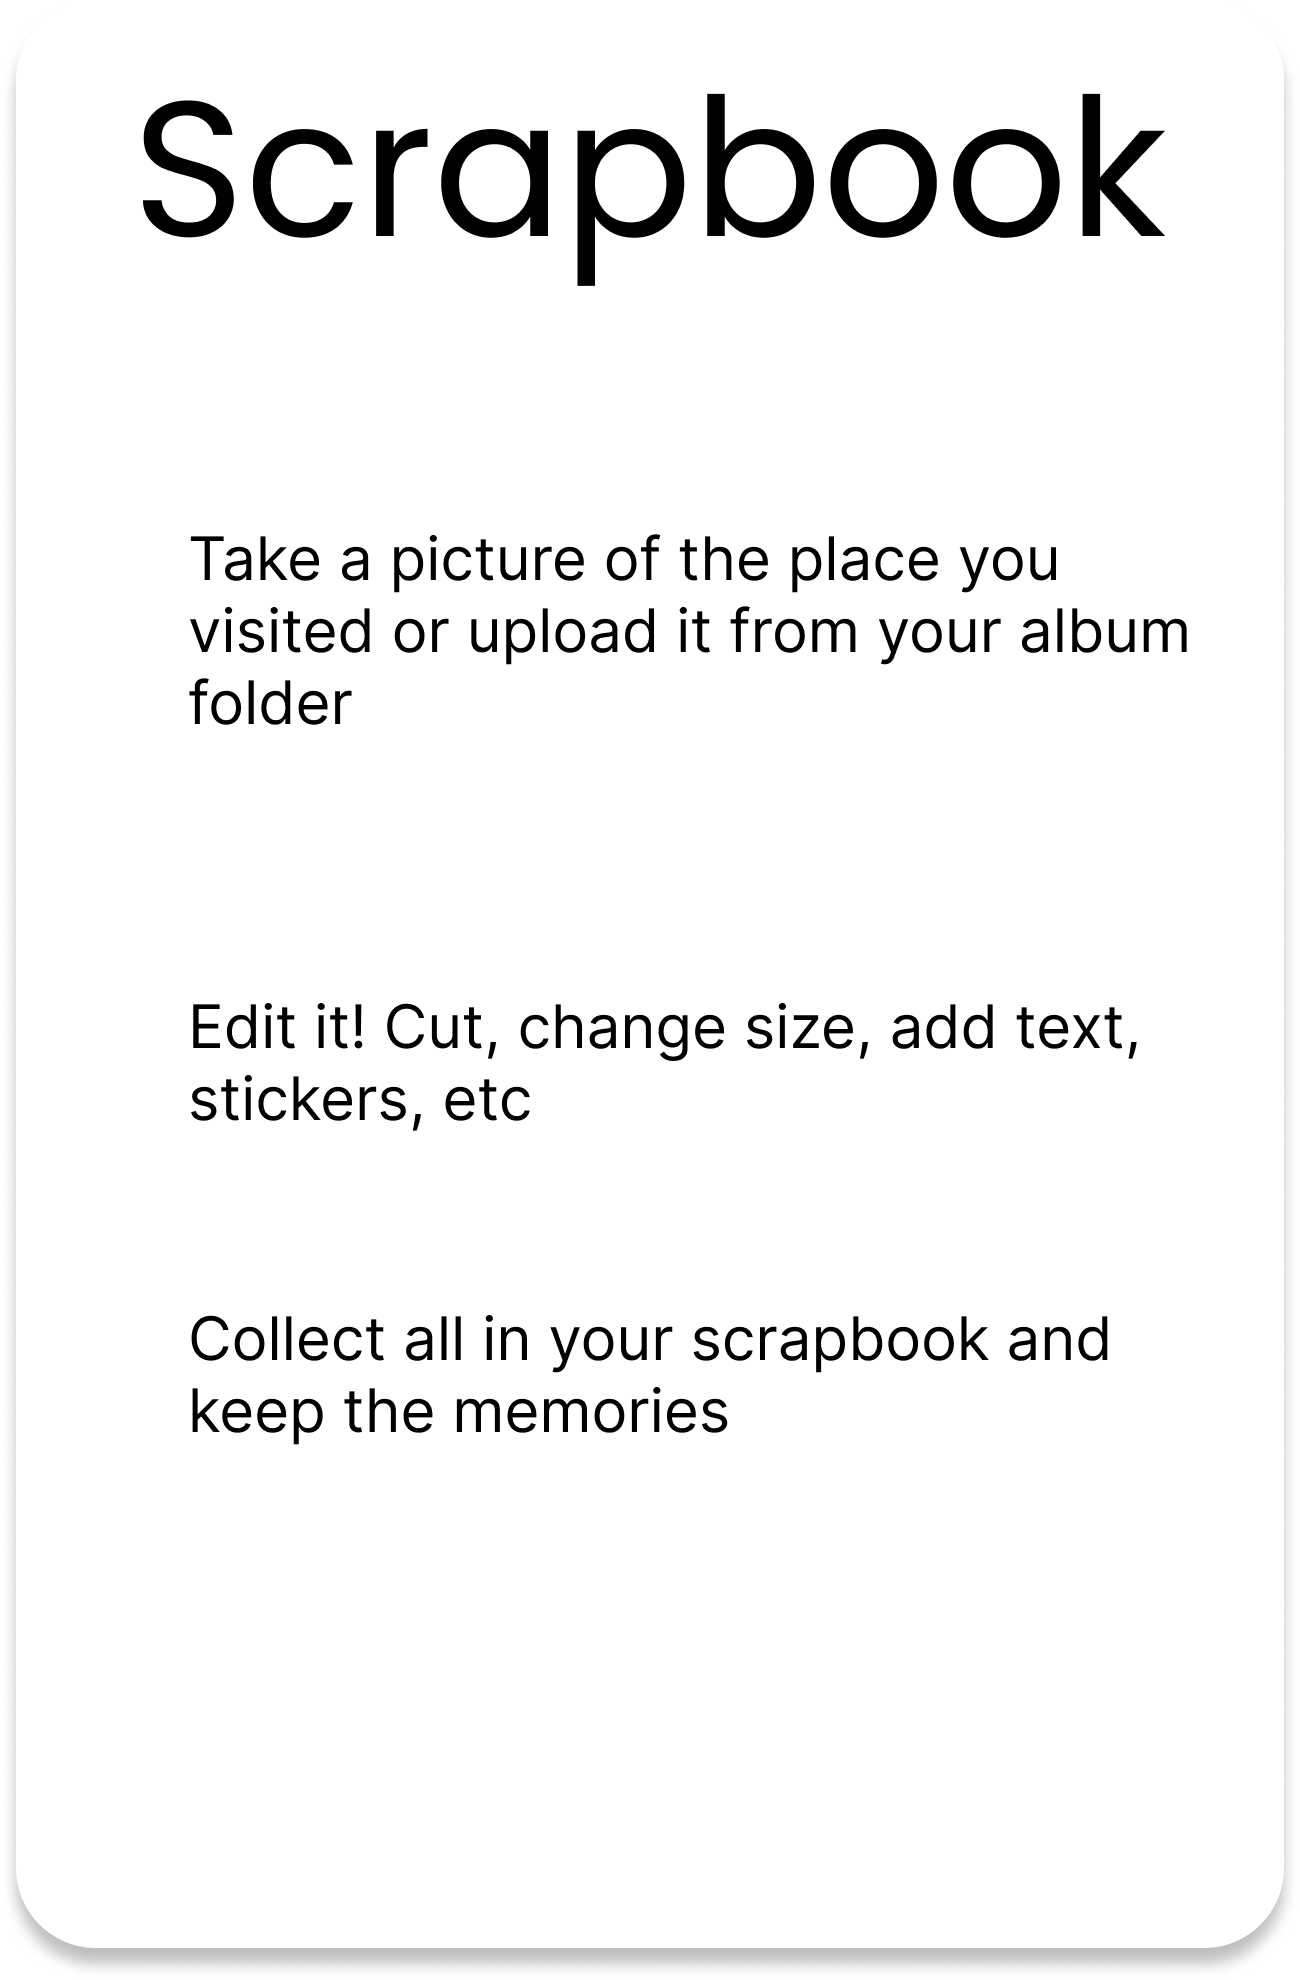 Scrapbook
Take a picture of the place you
visited or upload it from your album
folder
Edit it! Cut, change size, add text,
stickers, etc
Collect all in your scrapbook and
keep the memories